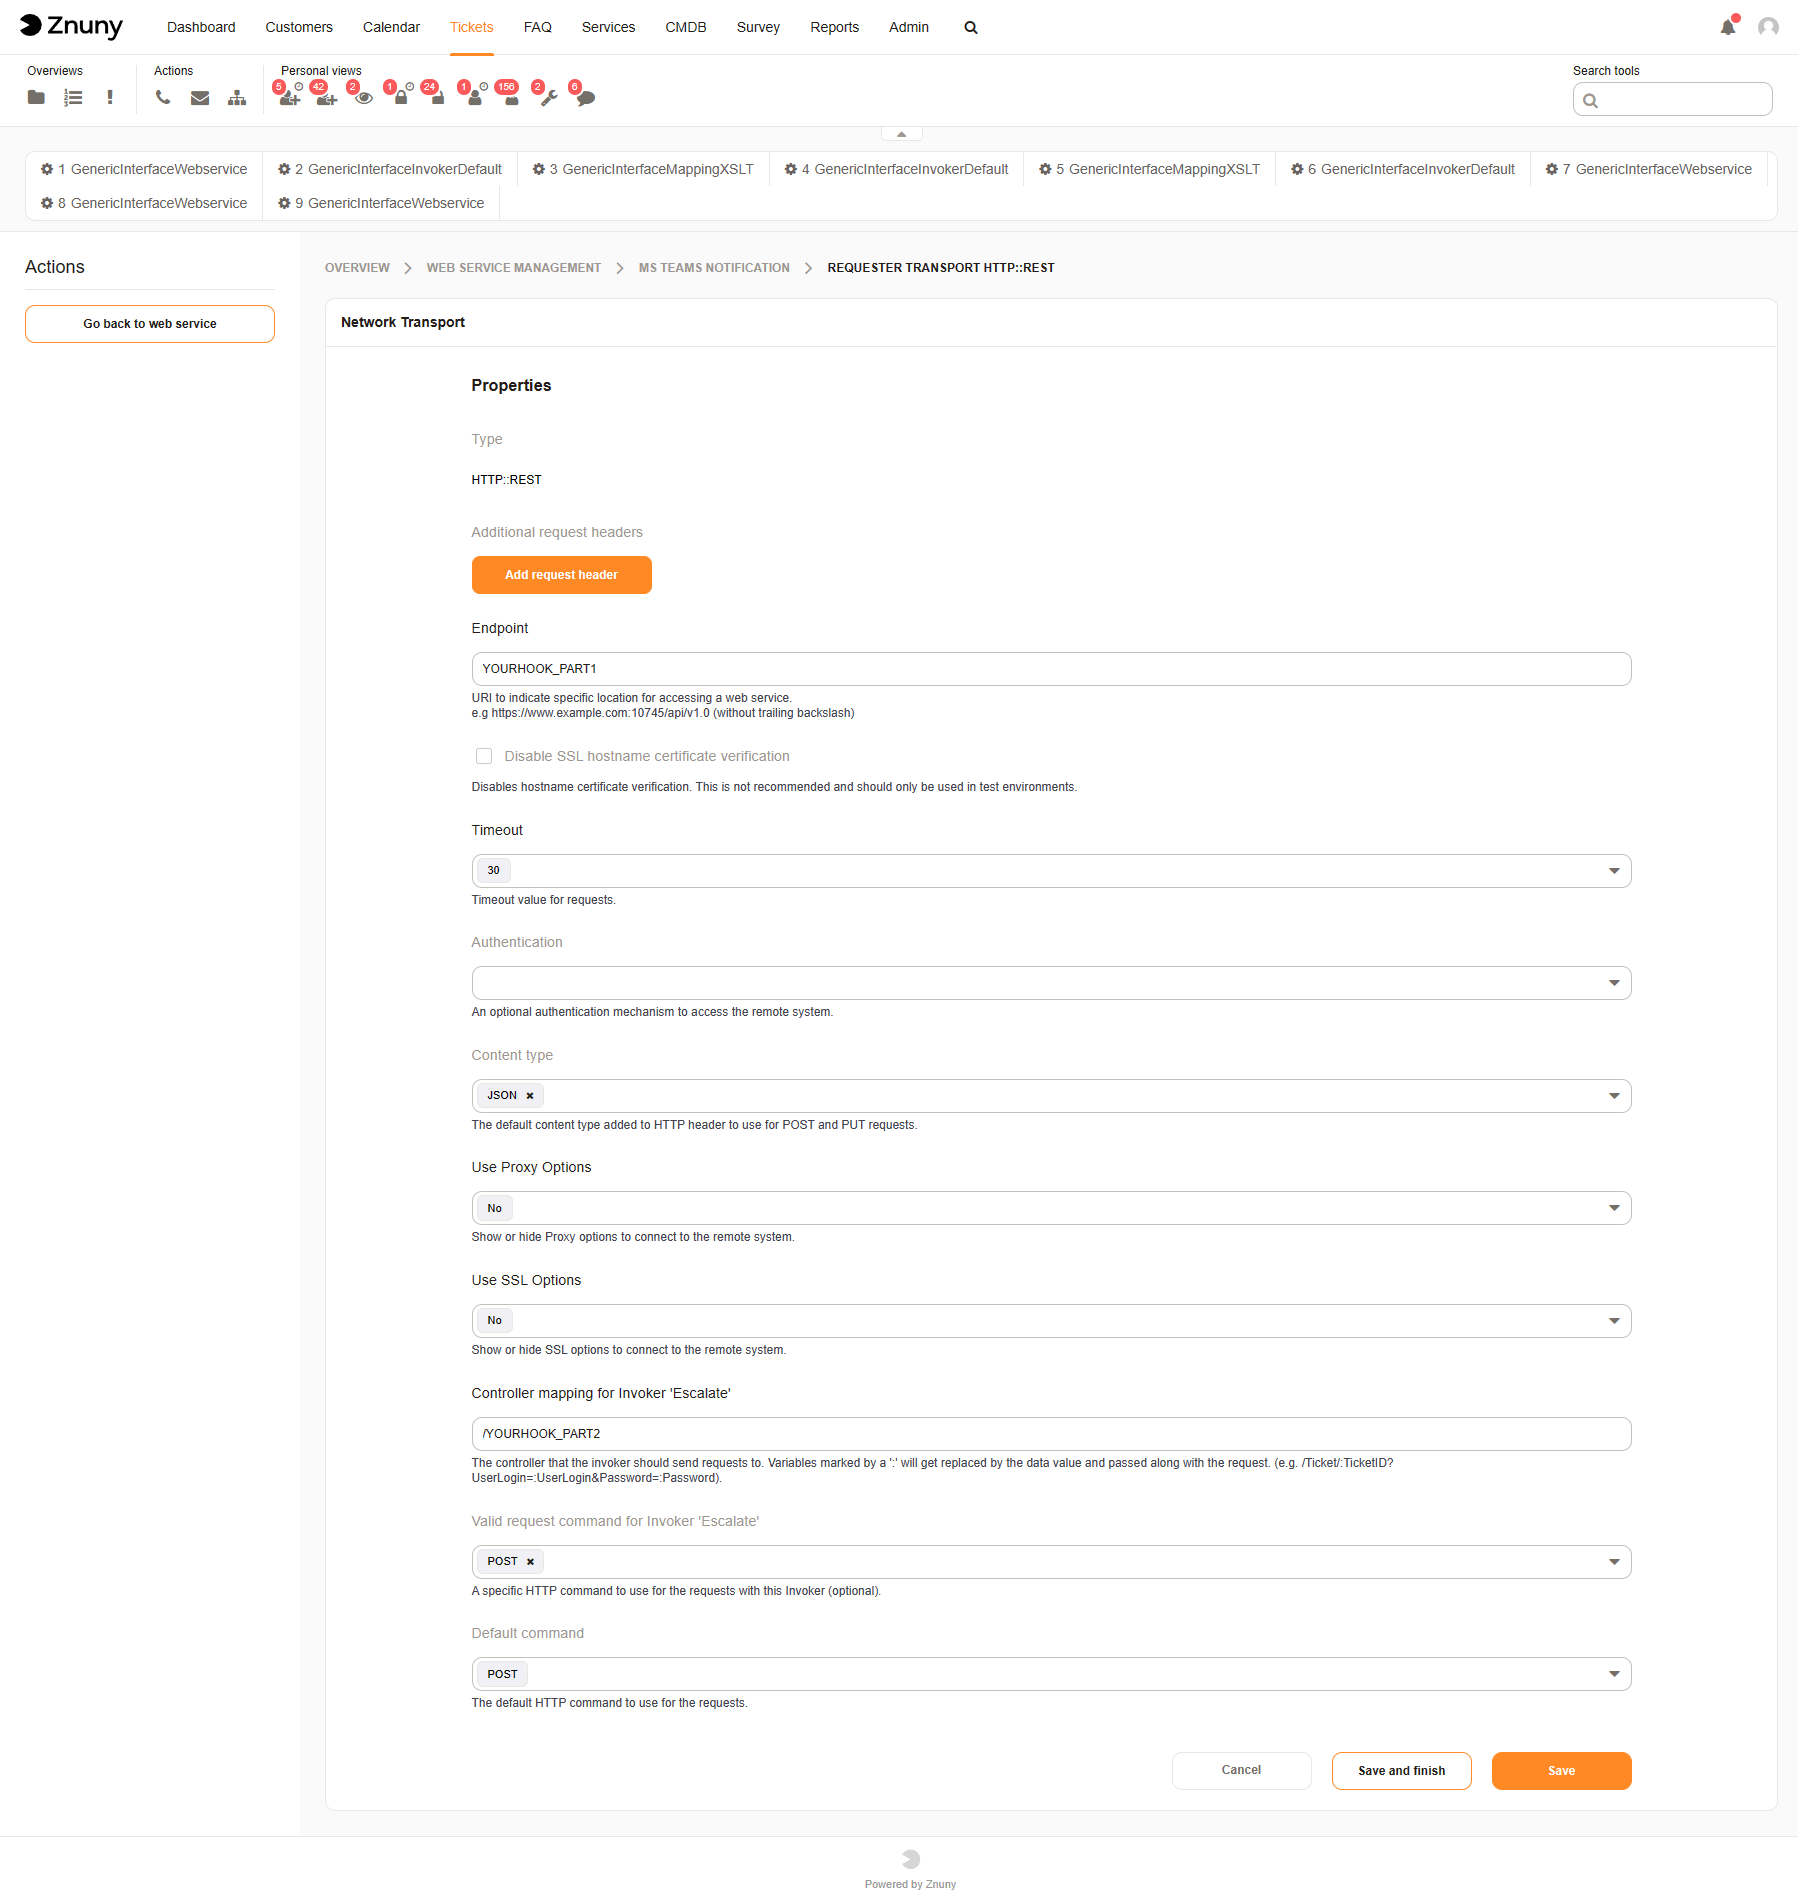 Znuny Dashboard Customers Calendar Tickets FAQ Services CMDB Survey Reports Admin
Overviews Actions Personal views Search tools
5 42 2 1 24 1 156 2 6
1 GenericInterfaceWebservice 2 GenericInterfaceInvokerDefault 3 GenericInterfaceMappingXSLT 4 GenericInterfaceInvokerDefault 5 GenericInterfaceMappingXSLT 6 GenericInterfaceInvokerDefault 7 GenericInterfaceWebservice
8 GenericInterfaceWebservice 9 GenericInterfaceWebservice
Actions
Go back to web service
OVERVIEW WEB SERVICE MANAGEMENT MS TEAMS NOTIFICATION REQUESTER TRANSPORT HTTP::REST
Network Transport
Properties
Type
HTTP::REST
Additional request headers
Add request header
Endpoint
YOURHOOK_PART1
URI to indicate specific location for accessing a web service.
e.g https://www.example.com:10745/api/v1.0 (without trailing backslash)
Disable SSL hostname certificate verification
Disables hostname certificate verification. This is not recommended and should only be used in test environments.
Timeout
30
Timeout value for requests.
Authentication
An optional authentication mechanism to access the remote system.
Content type
JSON
The default content type added to HTTP header to use for POST and PUT requests.
Use Proxy Options
No
Show or hide Proxy options to connect to the remote system.
Use SSL Options
No
Show or hide SSL options to connect to the remote system.
Controller mapping for Invoker 'Escalate'
/YOURHOOK_PART2
The controller that the invoker should send requests to. Variables marked by a ':' will get replaced by the data value and passed along with the request. (e.g. /Ticket/:TicketID?
UserLogin=:UserLogin&Password=:Password).
Valid request command for Invoker 'Escalate'
POST
A specific HTTP command to use for the requests with this Invoker (optional).
Default command
POST
The default HTTP command to use for the requests.
Cancel Save and finish Save
Powered by Znuny